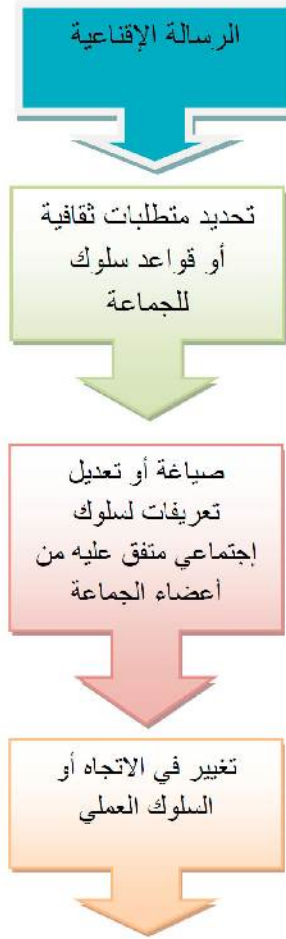 الرسالة الإقناعية
تحديد متطلبات ثقافية
أو قواعد سلوك
للجماعة
صياغة أو تعديل
تعريفات لسلوك
إجتماعي متفق عليه من
أعضاء الجماعة
تغيير في الاتجاه أو
السلوك العملي